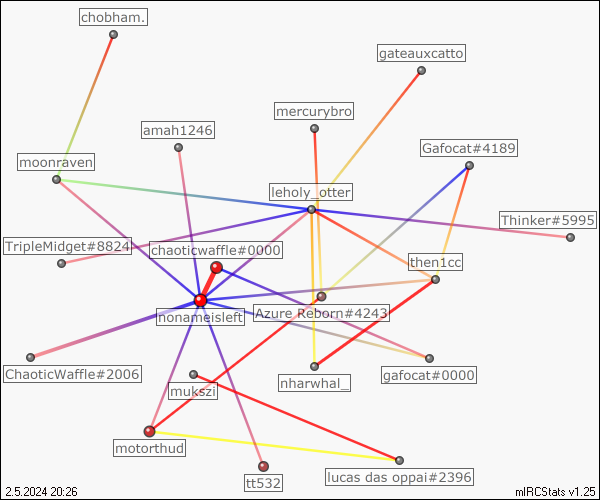 chobham.
gateauxcatto
mercurybro
amah1246
Gafocat#4189
moonraven
leholy_otter
Thinker#5995
TripleMidget#8824
chaoticwaffle#0000
then1cc
nonameisleft
Azure Reborn#4243
ChaoticWaffle#2006
gafocat#0000
nharwhal_
mukszi
motorthud
tt532
lucas das oppai#2396
2.5.2024 20:26
mIRCStats v1.25